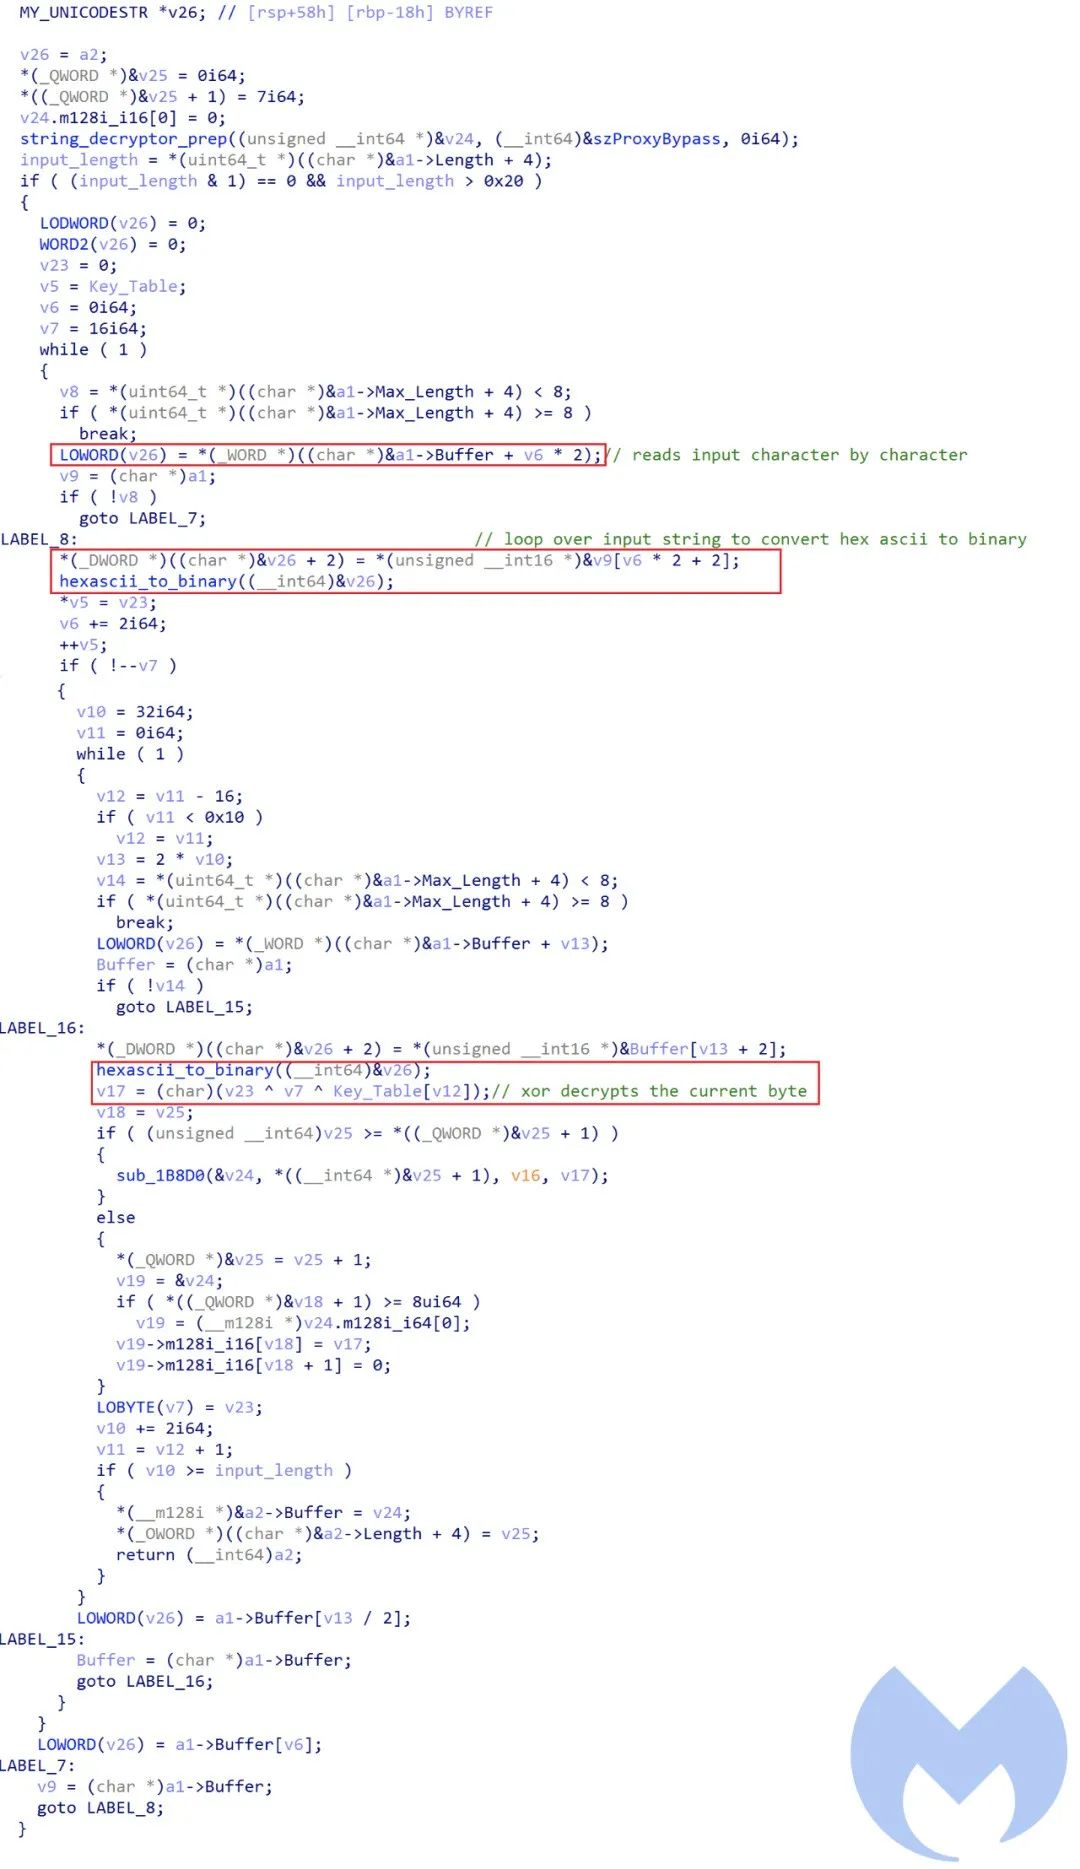 MY_UNICODESTR *v26; // [rsp+58h] [rbp-18h] BYREF
v26 = a2;
*(_QWORD *)&v25 = 0i64;
*((_QWORD *)&v25 + 1) = 7i64;
v24.m128i_i16[0] = 0;
string_decryptor_prep((unsigned __int64 *)&v24, (__int64)&szProxyBypass, 0i64);
input_length = *(uint64_t *)((char *)&a1->Length + 4);
if ( (input_length & 1) == 0 && input_length > 0x20 )
{
LODWORD(v26) = 0;
WORD2(v26) = 0;
v23 = 0;
v5 = Key_Table;
v6 = 0i64;
v7 = 16i64;
while ( 1 )
{
v8 = *(uint64_t *)((char *)&a1->Max_Length + 4) < 8;
if ( *(uint64_t *)((char *)&a1->Max_Length + 4) >= 8 )
break;
LOWORD(v26) = *(_WORD *)((char *)&a1->Buffer + v6 * 2); // reads input character by character
v9 = (char *)a1;
if ( !v8 )
goto LABEL_7;
LABEL_8: // loop over input string to convert hex ascii to binary
*(_DWORD *)((char *)&v26 + 2) = *(unsigned __int16 *)&v9[v6 * 2 + 2];
hexascii_to_binary((__int64)&v26);
*v5 = v23;
v6 += 2i64;
++v5;
if ( !--v7 )
{
v10 = 32i64;
v11 = 0i64;
while ( 1 )
{
v12 = v11 - 16;
if ( v11 < 0x10 )
v12 = v11;
v13 = 2 * v10;
v14 = *(uint64_t *)((char *)&a1->Max_Length + 4) < 8;
if ( *(uint64_t *)((char *)&a1->Max_Length + 4) >= 8 )
break;
LOWORD(v26) = *(_WORD *)((char *)&a1->Buffer + v13);
Buffer = (char *)a1;
if ( !v14 )
goto LABEL_15;
LABEL_16:
*(_DWORD *)((char *)&v26 + 2) = *(unsigned __int16 *)&Buffer[v13 + 2];
hexascii_to_binary((__int64)&v26);
v17 = (char)(v23 ^ v7 ^ Key_Table[v12]);// xor decrypts the current byte
v18 = v25;
if ( (unsigned __int64)v25 >= *((_QWORD *)&v25 + 1) )
{
sub_1B8D0(&v24, *((__int64 *)&v25 + 1), v16, v17);
}
else
{
*(_QWORD *)&v25 = v25 + 1;
v19 = &v24;
if ( *((_QWORD *)&v18 + 1) >= 8ui64 )
v19 = (__m128i *)v24.m128i_i64[0];
v19->m128i_i16[v18] = v17;
v19->m128i_i16[v18 + 1] = 0;
}
LOBYTE(v7) = v23;
v10 += 2i64;
v11 = v12 + 1;
if ( v10 >= input_length )
{
*(__m128i *)&a2->Buffer = v24;
*(_OWORD *)((char *)&a2->Length + 4) = v25;
return (__int64)a2;
}
}
LOWORD(v26) = a1->Buffer[v13 / 2];
LABEL_15:
Buffer = (char *)a1->Buffer;
goto LABEL_16;
}
}
LOWORD(v26) = a1->Buffer[v6];
LABEL_7:
v9 = (char *)a1->Buffer;
goto LABEL_8;
}